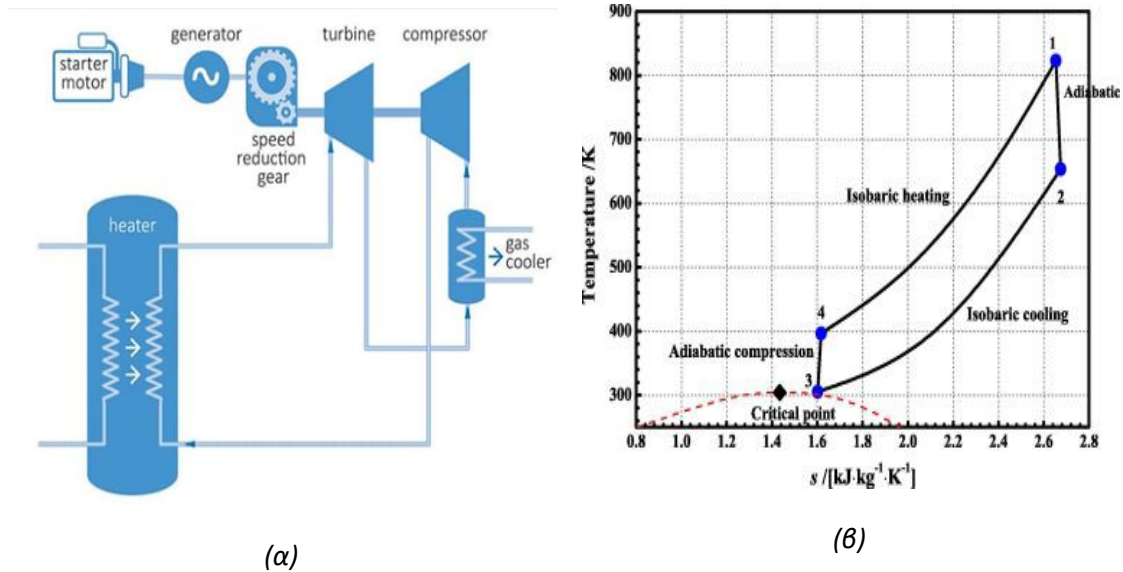 generator
turbine
compressor
starter
motor
speed
reduction
gear
heater
gas
cooler
(α)
900
800
700
600
500
400
300
Temperature /K
1
Adiabatic
2
Isobaric heating
Isobaric cooling
4
Adiabatic compression
3
Critical point
0.8 1.0 1.2 1.4 1.6 1.8 2.0 2.2 2.4 2.6 2.8
s /[kJ·kg⁻¹·K⁻¹]
(β)